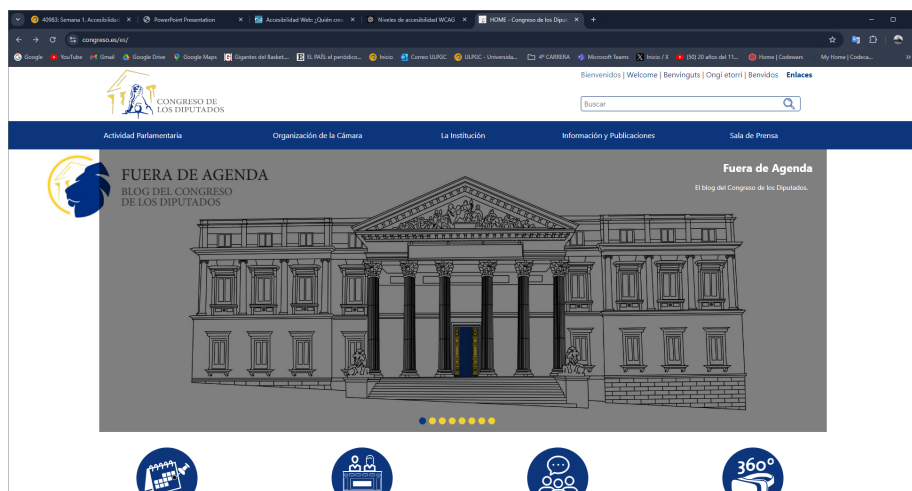 40983: Semana 1. Accesibilidad
PowerPoint Presentation
Accesibilidad Web: ¿Quién cre
Niveles de accesibilidad WCAG
HOME - Congreso de los Diput
congreso.es/es/
Google
YouTube
Gmail
Google Drive
Google Maps
Gigantes del Basket...
EL PAÍS: el periódico...
Inicio
Correo ULPGC
ULPGC - Universida...
4º CARRERA
Microsoft Teams
Inicio / X
(50) 20 años del 11...
Home | Codewars
My Home | Codeca...
Bienvenidos | Welcome | Benvinguts | Ongi etorri | Benvidos Enlaces
CONGRESO DE
LOS DIPUTADOS
Buscar
Actividad Parlamentaria
Organización de la Cámara
La Institución
Información y Publicaciones
Sala de Prensa
FUERA DE AGENDA
BLOG DEL CONGRESO
DE LOS DIPUTADOS
Fuera de Agenda
El blog del Congreso de los Diputados.
360º